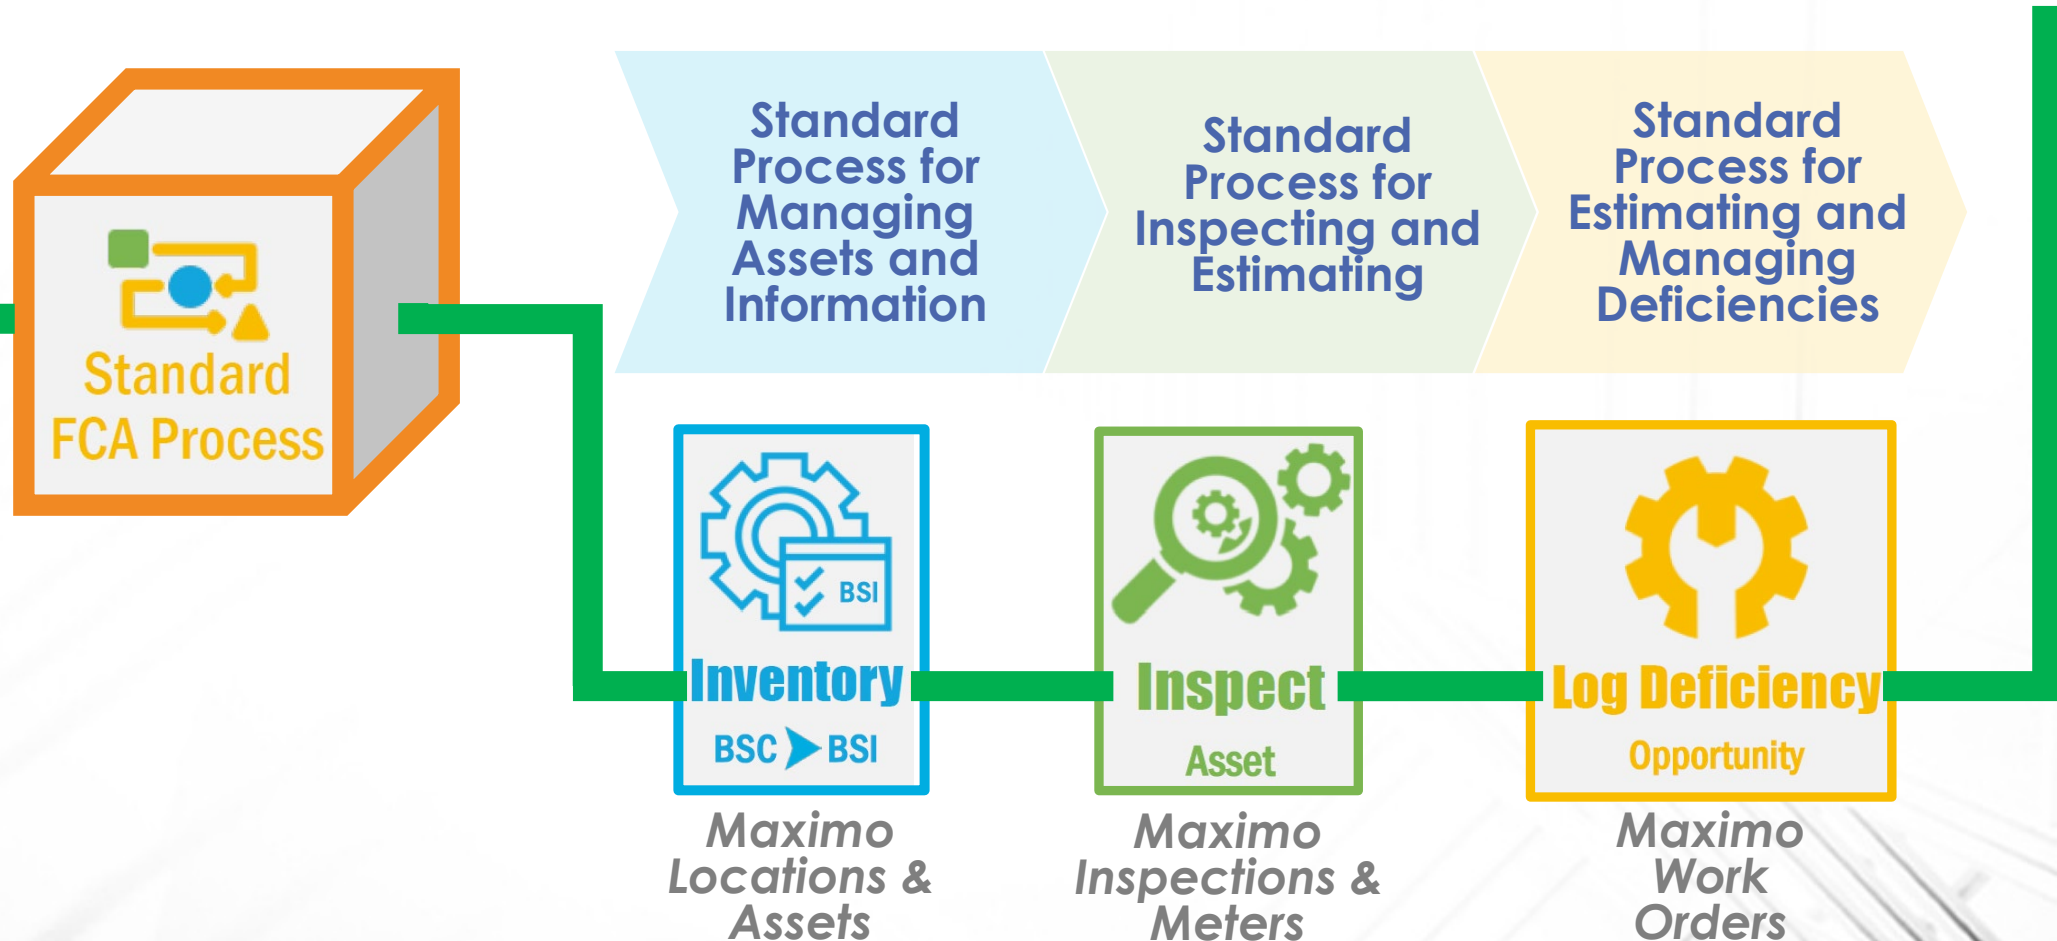 Standard
FCA Process
Standard
Process for
Managing
Assets and
Information
Standard
Process for
Inspecting and
Estimating
Standard
Process for
Estimating and
Managing
Deficiencies
BSI
Inventory
BSC BSI
Maximo
Locations &
Assets
Inspect
Asset
Maximo
Inspections &
Meters
Log Deficiency
Opportunity
Maximo
Work
Orders